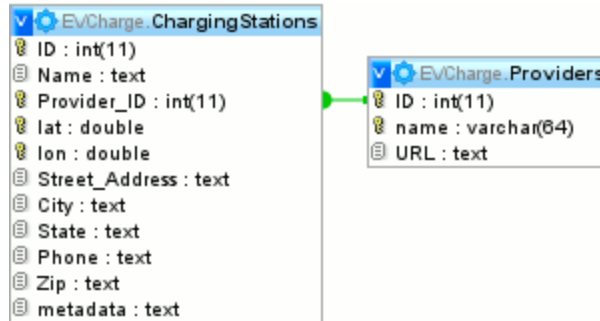 EVCharge.ChargingStations
ID : int(11)
Name : text
Provider_ID : int(11)
lat : double
lon : double
Street_Address : text
City : text
State : text
Phone : text
Zip : text
metadata : text
EVCharge.Providers
ID : int(11)
name : varchar(64)
URL : text